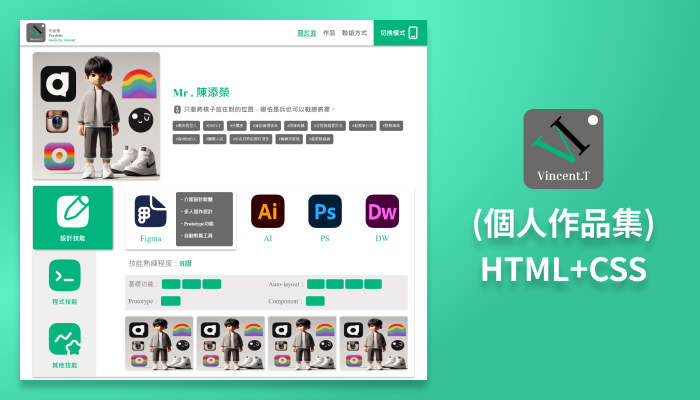 作品集
Portfolio
made by vincent
Vincent.T
關於我 作品 聯絡方式 切換模式
Mr . 陳添榮
只要將棋子放在對的位置，哪怕是兵也可以戰勝將軍。
設計技能
Figma
• 介面設計軟體
• 多人協作設計
• Prototype功能
• 自動對齊工具
Ai
AI
Ps
PS
Dw
DW
程式技能
其他技能
技能熟練程度：B級
基礎功能：
Auto-layout：
Prototype：
Component：
Vincent.T
(個人作品集)
HTML+CSS